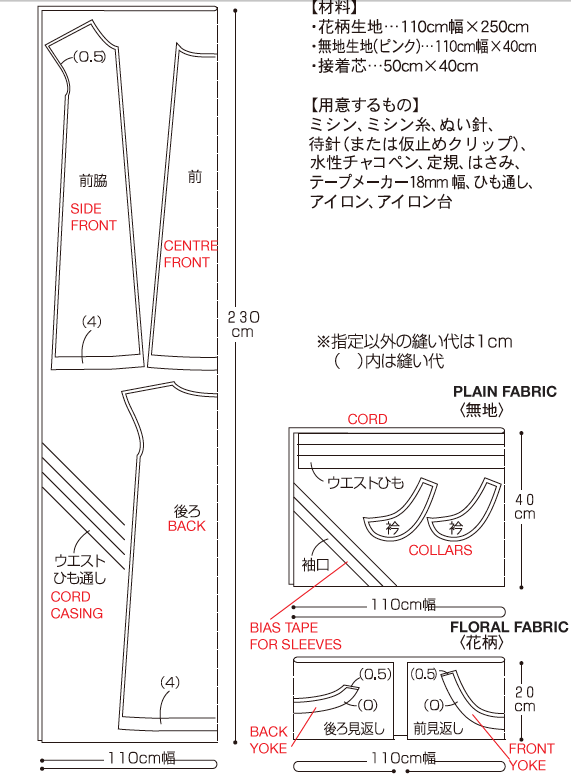 【材料】
・花柄生地…110cm幅×250cm
・無地生地(ピンク)…110cm幅×40cm
・接着芯…50cm×40cm
【用意するもの】
ミシン、ミシン糸、ぬい針、
待針(または仮止めクリップ)、
水性チャコペン、定規、はさみ、
テープメーカー18mm幅、ひも通し、
アイロン、アイロン台
(0.5)
前脇
SIDE
FRONT
前
CENTRE
FRONT
(4)
230
cm
後ろ
BACK
ウエスト
ひも通し
CORD
CASING
(4)
110cm幅
※指定以外の縫い代は1cm
( )内は縫い代
PLAIN FABRIC
〈無地〉
CORD
ウエストひも
衿
衿
COLLARS
袖口
40
cm
110cm幅
BIAS TAPE
FOR SLEEVES
FLORAL FABRIC
〈花柄〉
(0.5)
(0)
後ろ見返し
BACK
YOKE
(0.5)
(0)
前見返し
FRONT
YOKE
20
cm
110cm幅